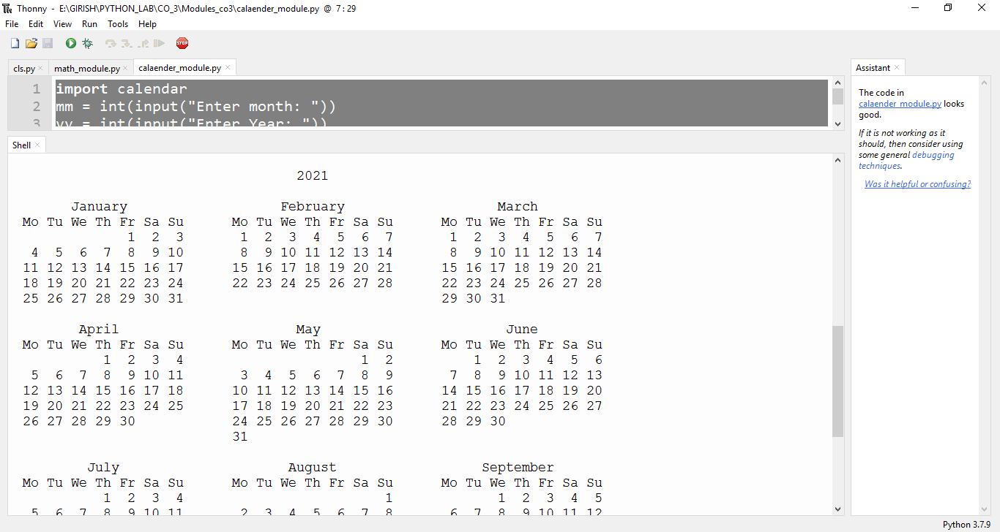 Thonny - E:\GIRISH\PYTHON_LAB\CO_3\Modules_co3\calaender_module.py @ 7:29
File Edit View Run Tools Help
STOP
cls.py × math_module.py × calaender_module.py ×
1 import calendar
2 mm = int(input("Enter month: "))
3 yy = int(input("Enter Year: "))
Shell ×
2021
January February March
Mo Tu We Th Fr Sa Su Mo Tu We Th Fr Sa Su Mo Tu We Th Fr Sa Su
1 2 3 1 2 3 4 5 6 7 1 2 3 4 5 6 7
4 5 6 7 8 9 10 8 9 10 11 12 13 14 8 9 10 11 12 13 14
11 12 13 14 15 16 17 15 16 17 18 19 20 21 15 16 17 18 19 20 21
18 19 20 21 22 23 24 22 23 24 25 26 27 28 22 23 24 25 26 27 28
25 26 27 28 29 30 31 29 30 31
April May June
Mo Tu We Th Fr Sa Su Mo Tu We Th Fr Sa Su Mo Tu We Th Fr Sa Su
1 2 3 4 1 2 1 2 3 4 5 6
5 6 7 8 9 10 11 3 4 5 6 7 8 9 7 8 9 10 11 12 13
12 13 14 15 16 17 18 10 11 12 13 14 15 16 14 15 16 17 18 19 20
19 20 21 22 23 24 25 17 18 19 20 21 22 23 21 22 23 24 25 26 27
26 27 28 29 30 24 25 26 27 28 29 30 28 29 30
31
July August September
Mo Tu We Th Fr Sa Su Mo Tu We Th Fr Sa Su Mo Tu We Th Fr Sa Su
1 2 3 4 1 1 2 3 4 5
5 6 7 8 9 10 11 2 3 4 5 6 7 8 6 7 8 9 10 11 12
Assistant ×
The code in
calaender_module.py looks
good.
If it is not working as it
should, then consider using
some general debugging
techniques.
Was it helpful or confusing?
Python 3.7.9